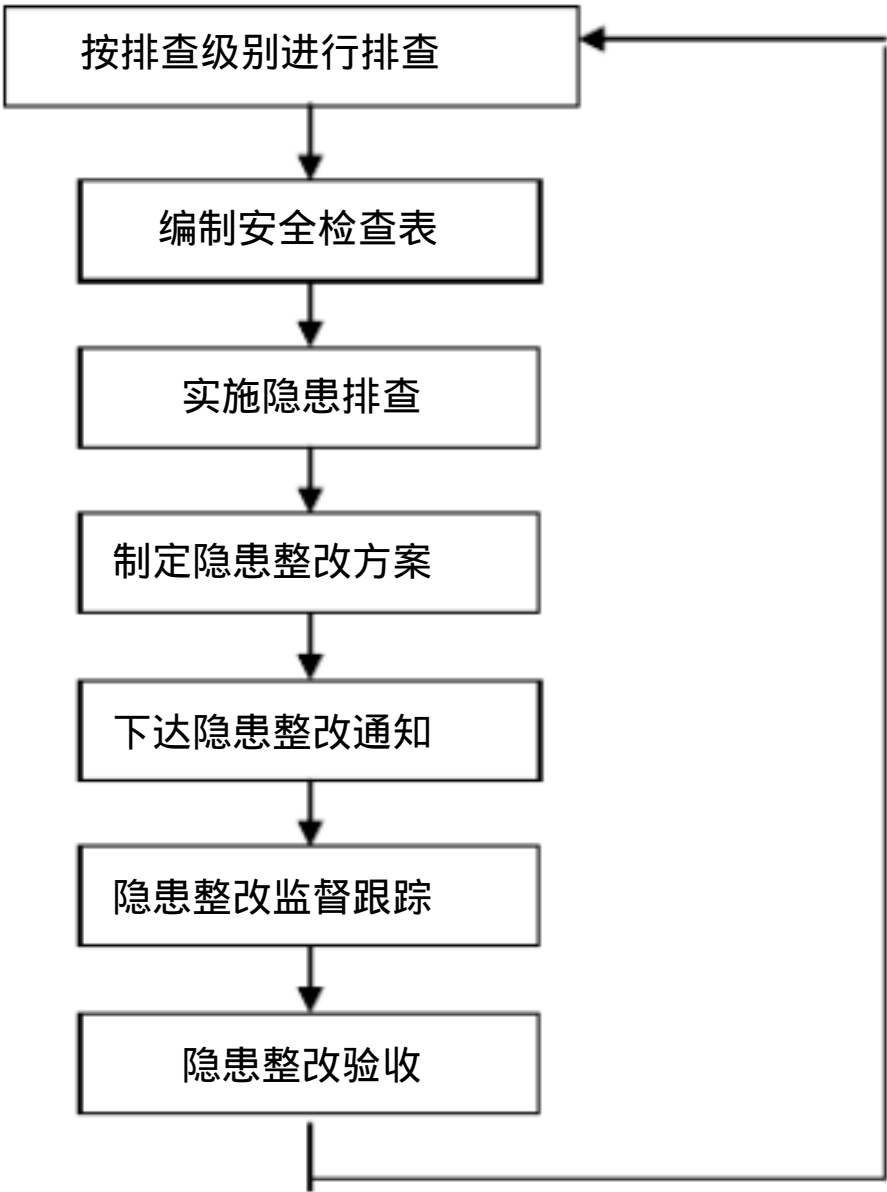 按排查级别进行排查
编制安全检查表
实施隐患排查
制定隐患整改方案
下达隐患整改通知
隐患整改监督跟踪
隐患整改验收